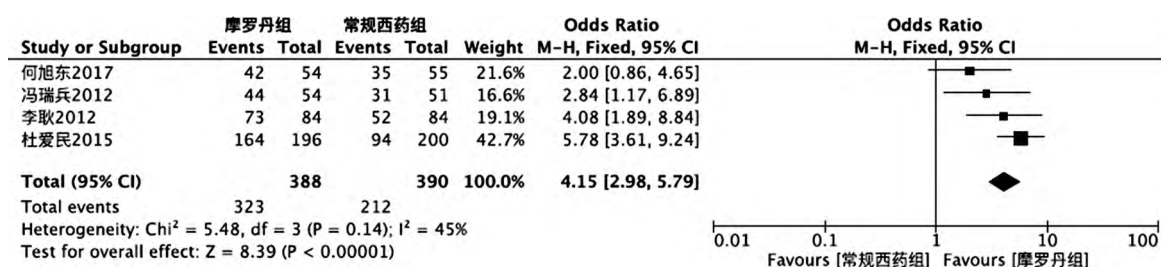 摩罗丹组 常规西药组 Odds Ratio Odds Ratio
Study or Subgroup Events Total Events Total Weight M-H, Fixed, 95% CI M-H, Fixed, 95% CI
何旭东2017 42 54 35 55 21.6% 2.00 [0.86, 4.65]
冯瑞兵2012 44 54 31 51 16.6% 2.84 [1.17, 6.89]
李耿2012 73 84 52 84 19.1% 4.08 [1.89, 8.84]
杜爱民2015 164 196 94 200 42.7% 5.78 [3.61, 9.24]
Total (95% CI) 388 390 100.0% 4.15 [2.98, 5.79]
Total events 323 212
Heterogeneity: Chi² = 5.48, df = 3 (P = 0.14); I² = 45%
Test for overall effect: Z = 8.39 (P < 0.00001)
0.01 0.1 1 10 100
Favours [常规西药组] Favours [摩罗丹组]